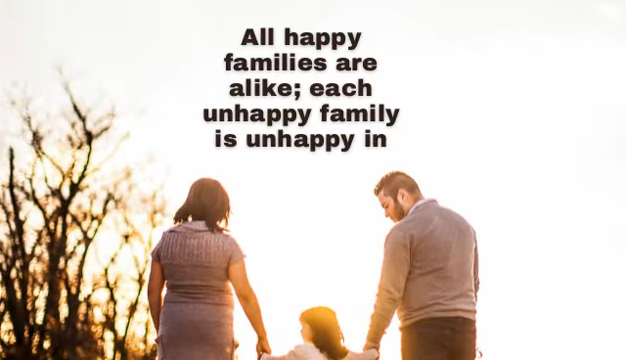 All happy
families are
alike; each
unhappy family
is unhappy in